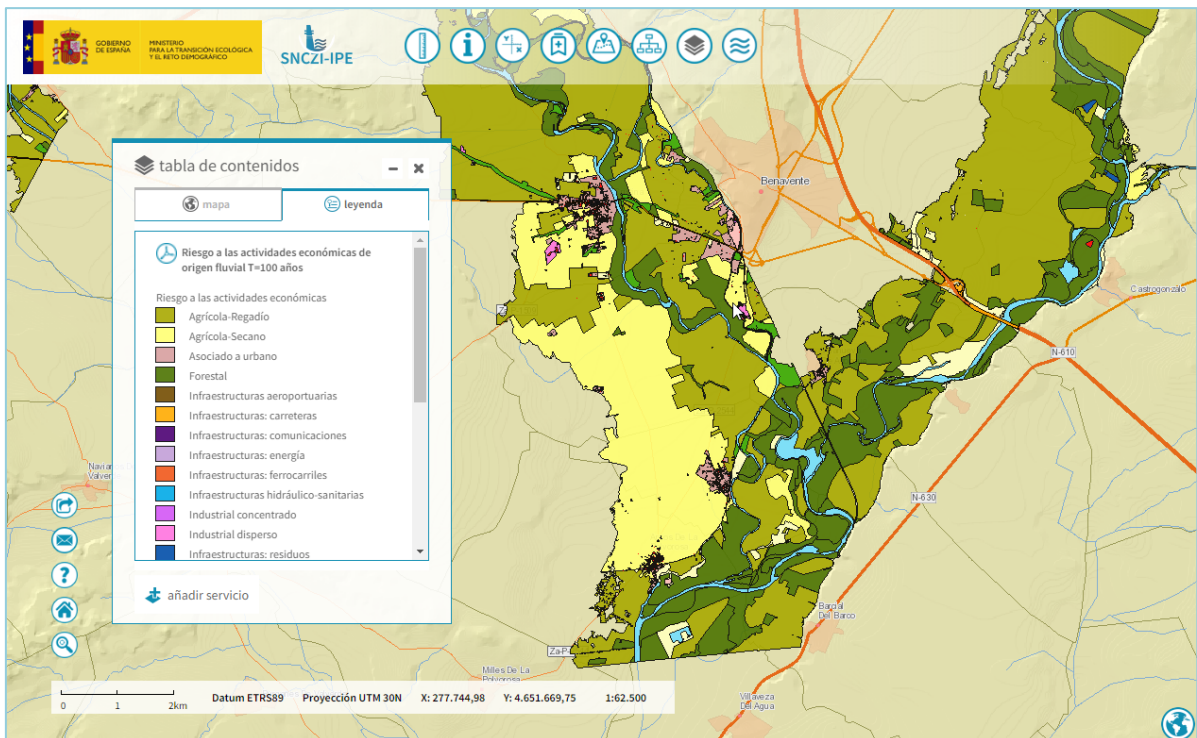 GOBIERNO
DE ESPAÑA
MINISTERIO
PARA LA TRANSICIÓN ECOLÓGICA
Y EL RETO DEMOGRÁFICO
SNCZI-IPE
tabla de contenidos
mapa
leyenda
Riesgo a las actividades económicas de
origen fluvial T=100 años
Riesgo a las actividades económicas
Agrícola-Regadío
Agrícola-Secano
Asociado a urbano
Forestal
Infraestructuras aeroportuarias
Infraestructuras: carreteras
Infraestructuras: comunicaciones
Infraestructuras: energía
Infraestructuras: ferrocarriles
Infraestructuras hidráulico-sanitarias
Industrial concentrado
Industrial disperso
Infraestructuras: residuos
añadir servicio
Benavente
Castrogonzalo
N-610
N-630
Barcial
Del Barco
Za-P-
Milles De La
Polvorosa
Villaveza
Del Agua
0 1 2km
Datum ETRS89 Proyección UTM 30N X: 277.744,98 Y: 4.651.669,75 1:62.500